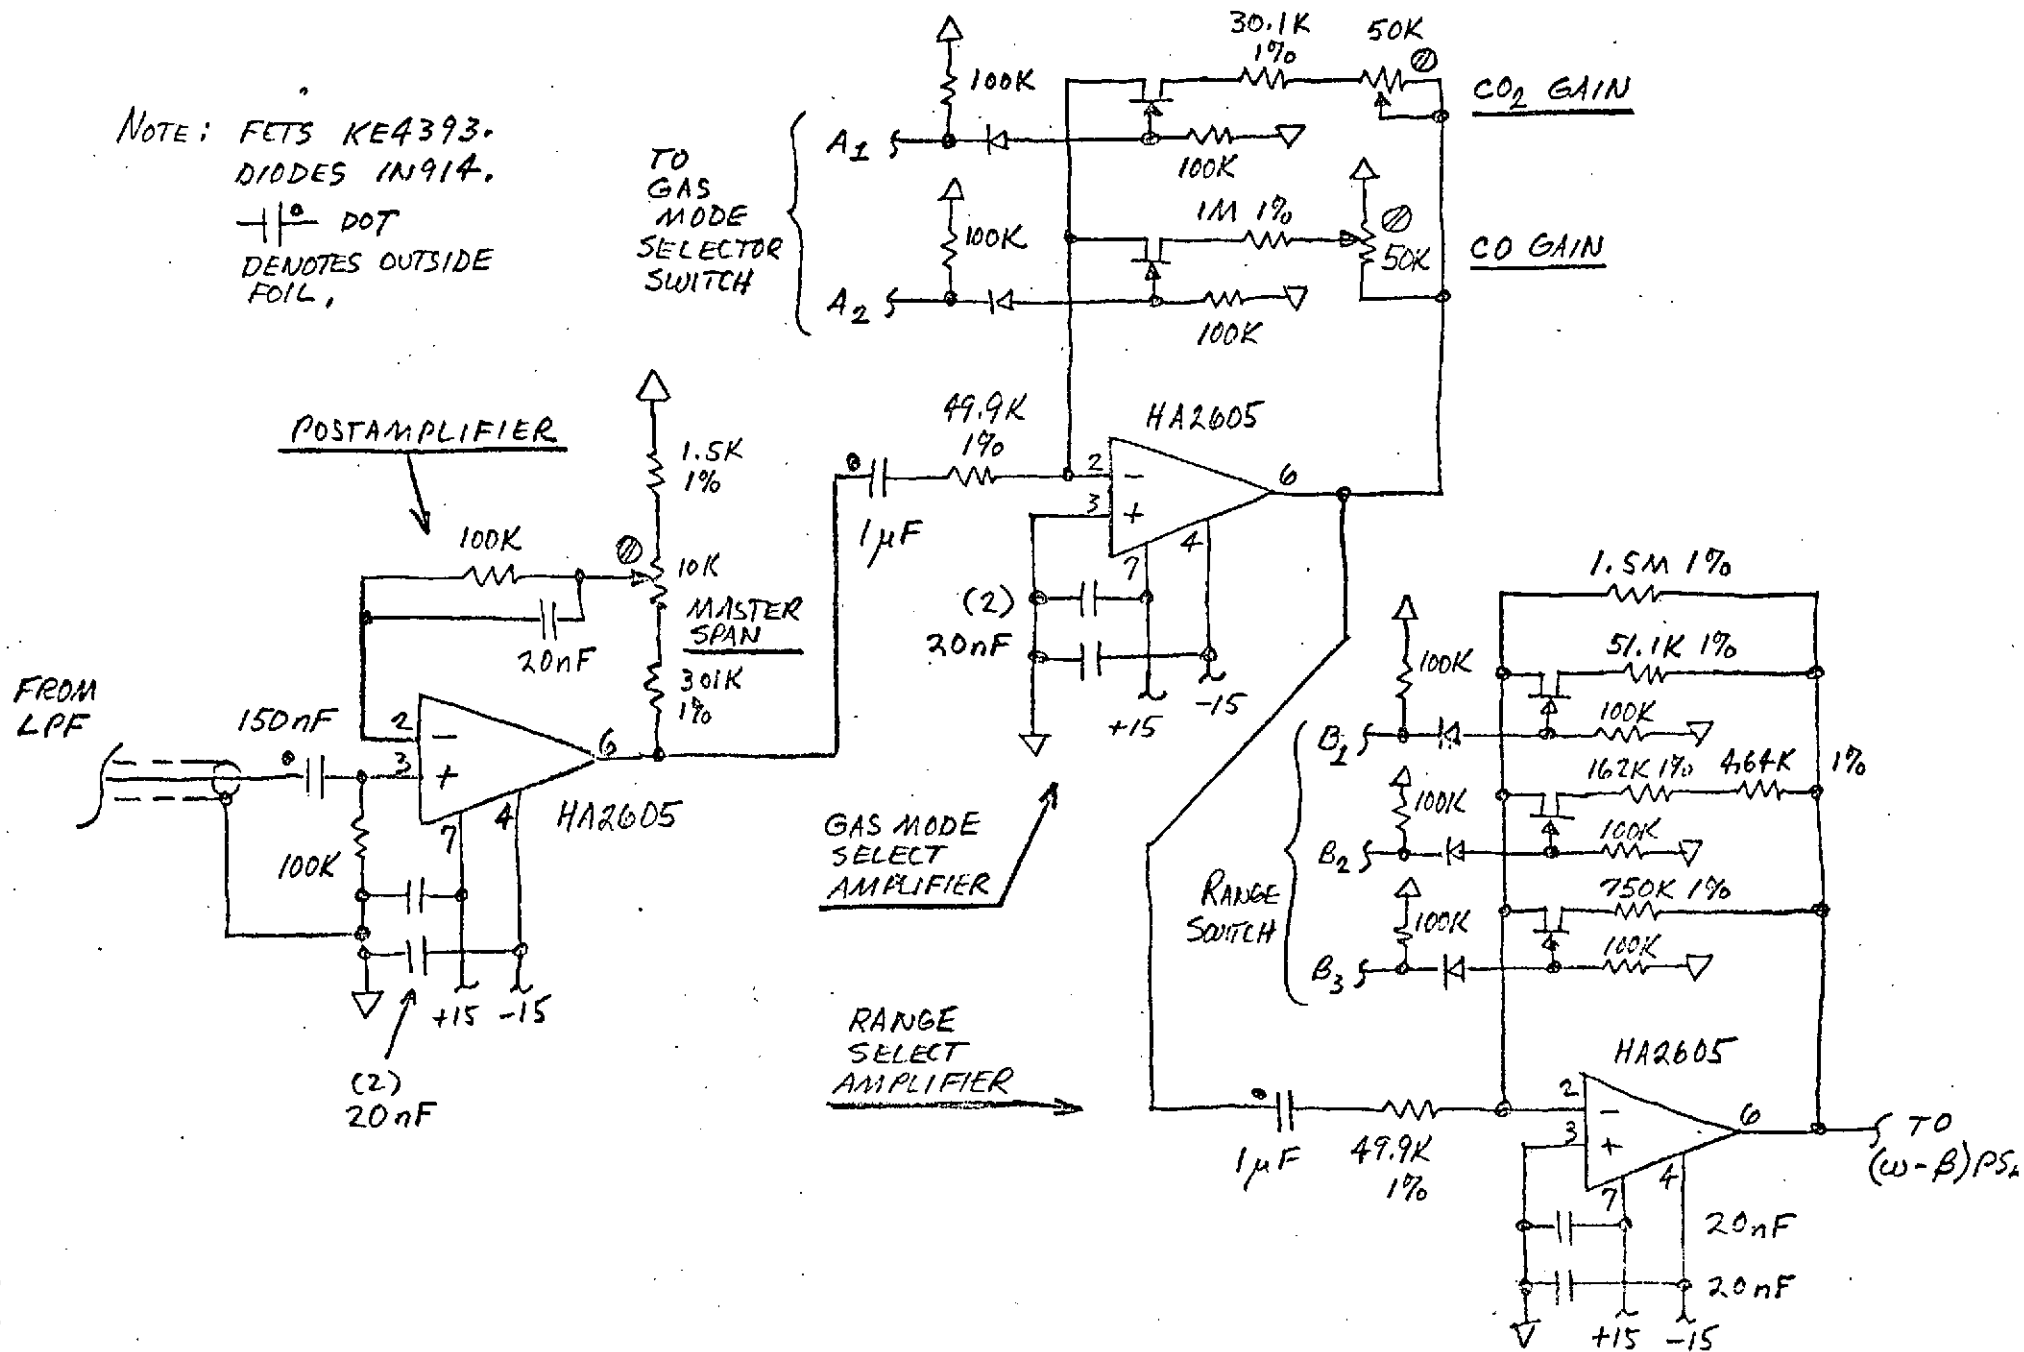 NOTE: FETS KE4393.
DIODES IN914.
DOT
DENOTES OUTSIDE
FOIL.
TO
GAS
MODE
SELECTOR
SWITCH
A1
A2
100K
100K
30.1K
1%
50K
CO2 GAIN
100K
1M 1%
50K
CO GAIN
100K
POSTAMPLIFIER
1.5K
1%
100K
10K
MASTER
SPAN
20nF
301K
1%
FROM
LPF
150nF
2
-
3
+
6
7
4
HA2605
100K
+15 -15
(2)
20nF
49.9K
1%
1µF
HA2605
2
-
3
+
6
7
4
(2)
20nF
+15
-15
GAS MODE
SELECT
AMPLIFIER
RANGE
SELECT
AMPLIFIER
1.5M 1%
51.1K 1%
100K
100K
B1
162K 1% 4.64K 1%
100K
100K
B2
750K 1%
100K
100K
B3
RANGE
SWITCH
HA2605
1µF
49.9K
1%
2
-
3
+
6
7
4
TO
(ω-β)PS
20nF
20nF
+15 -15